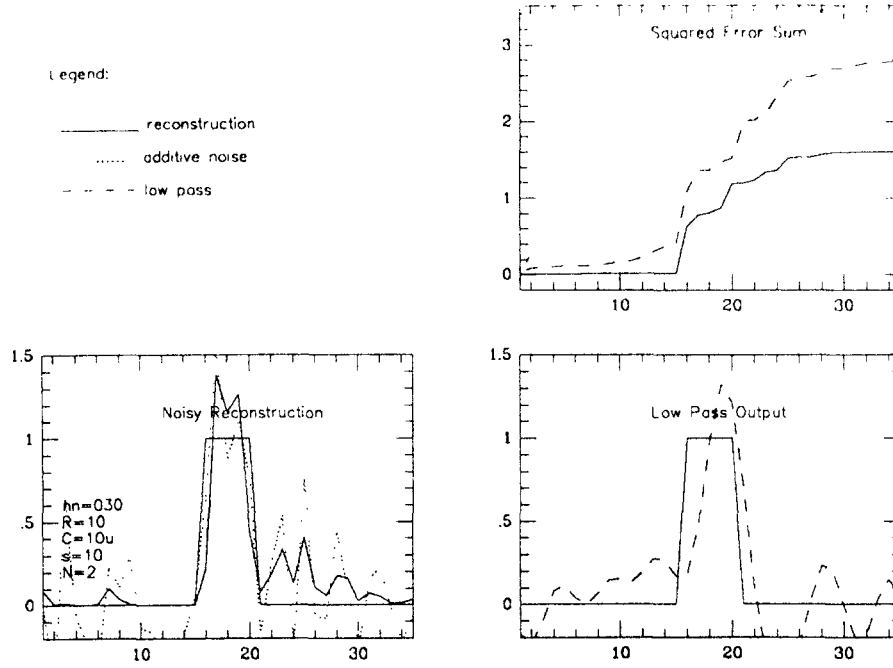 Squared Error Sum
Legend:
reconstruction
additive noise
low pass
3
2
1
0
10
20
30
Noisy Reconstruction
1.5
1
.5
0
hn=030
R=10
C=10u
s=10
N=2
10
20
30
Low Pass Output
1.5
1
.5
0
10
20
30